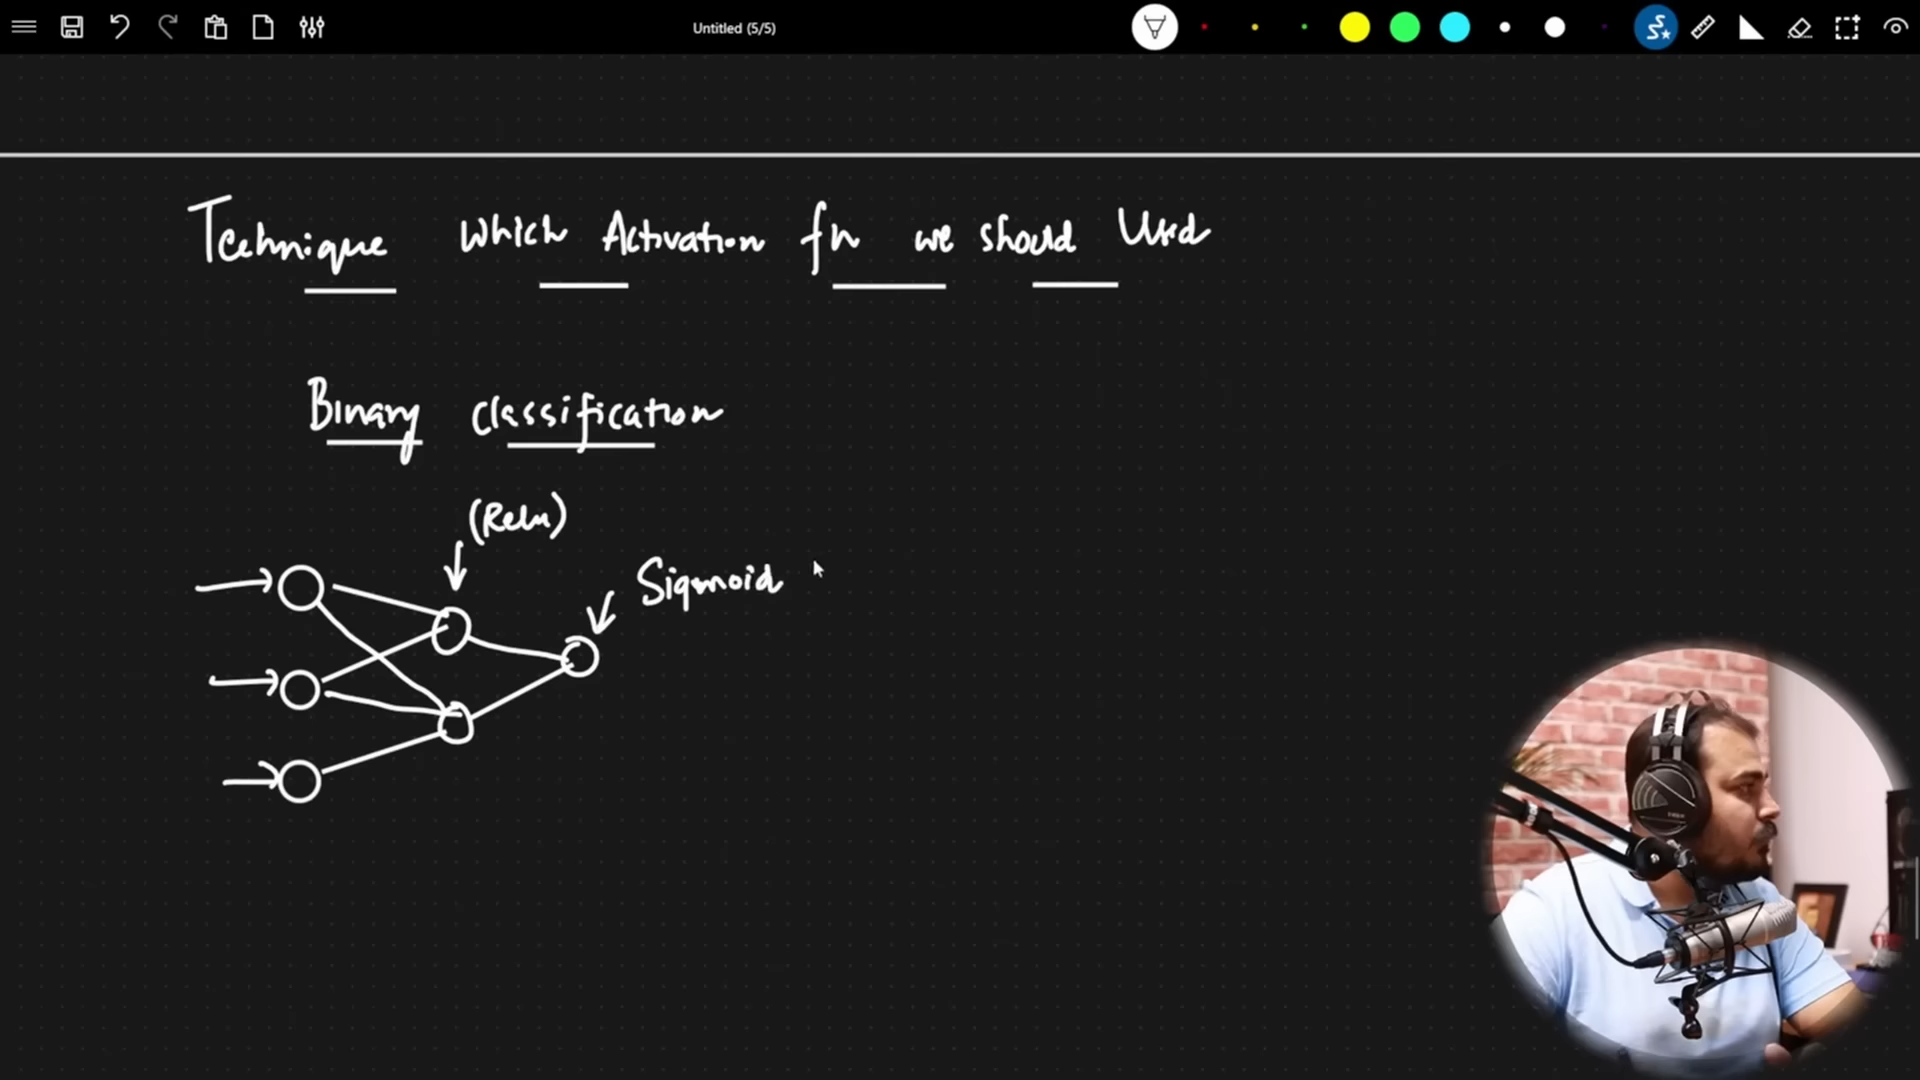 Untitled (5/5)
Technique which Activation fn we should Used
Binary classification
(Relu)
Sigmoid